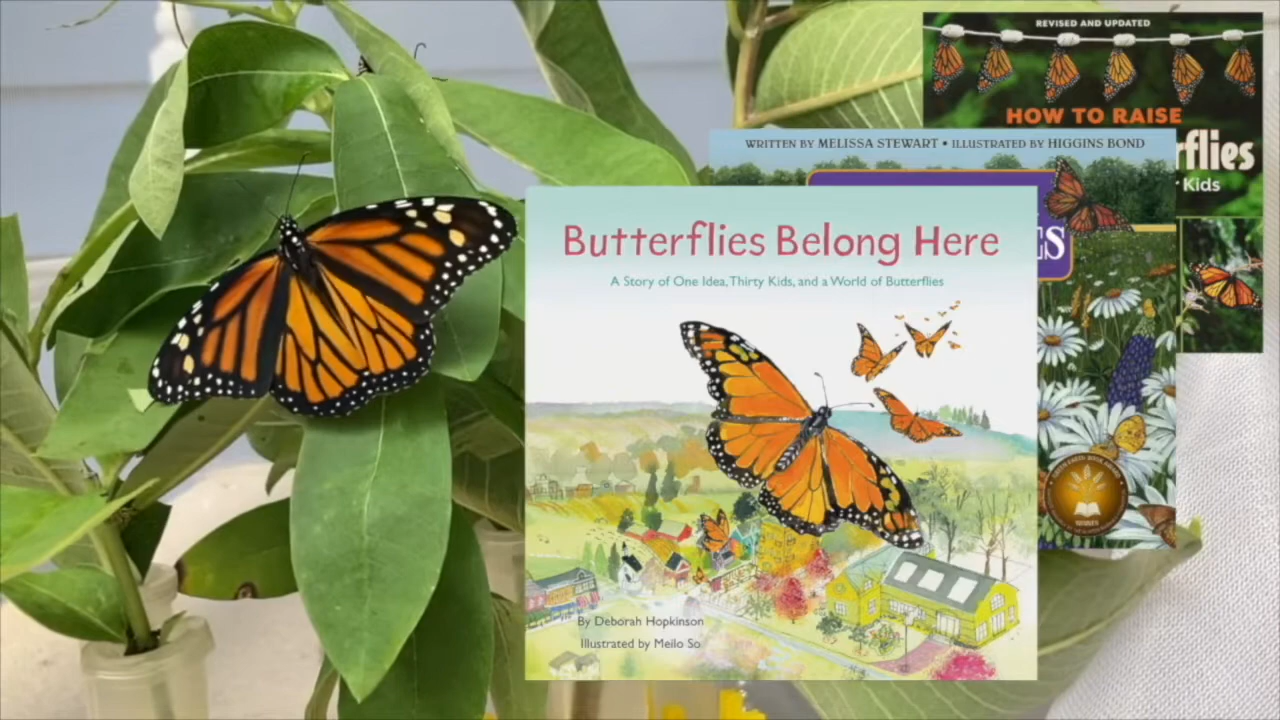 REVISED AND UPDATED
HOW TO RAISE
rflies
Kids
WRITTEN BY MELISSA STEWART • ILLUSTRATED BY HIGGINS BOND
ES
Butterflies Belong Here
A Story of One Idea, Thirty Kids, and a World of Butterflies
By Deborah Hopkinson
Illustrated by Meilo So